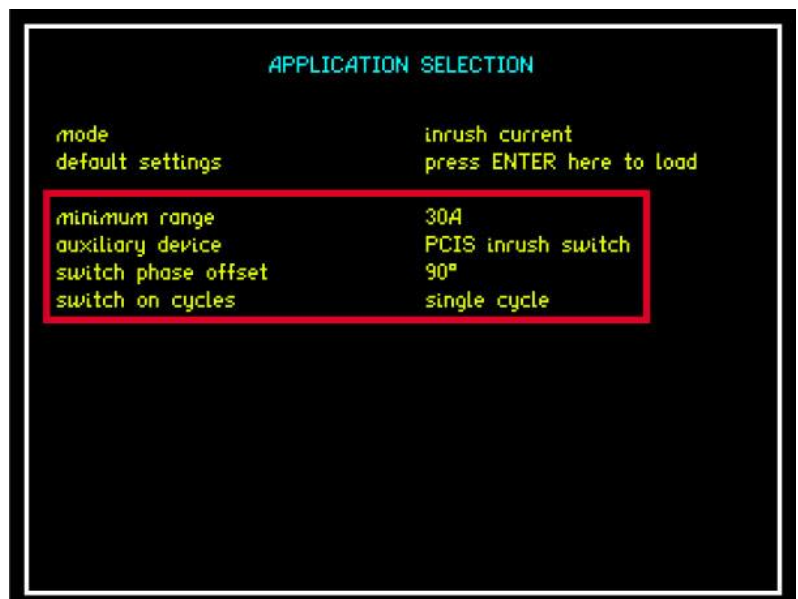 APPLICATION SELECTION
mode inrush current
default settings press ENTER here to load
minimum range 30A
auxiliary device PCIS inrush switch
switch phase offset 90°
switch on cycles single cycle